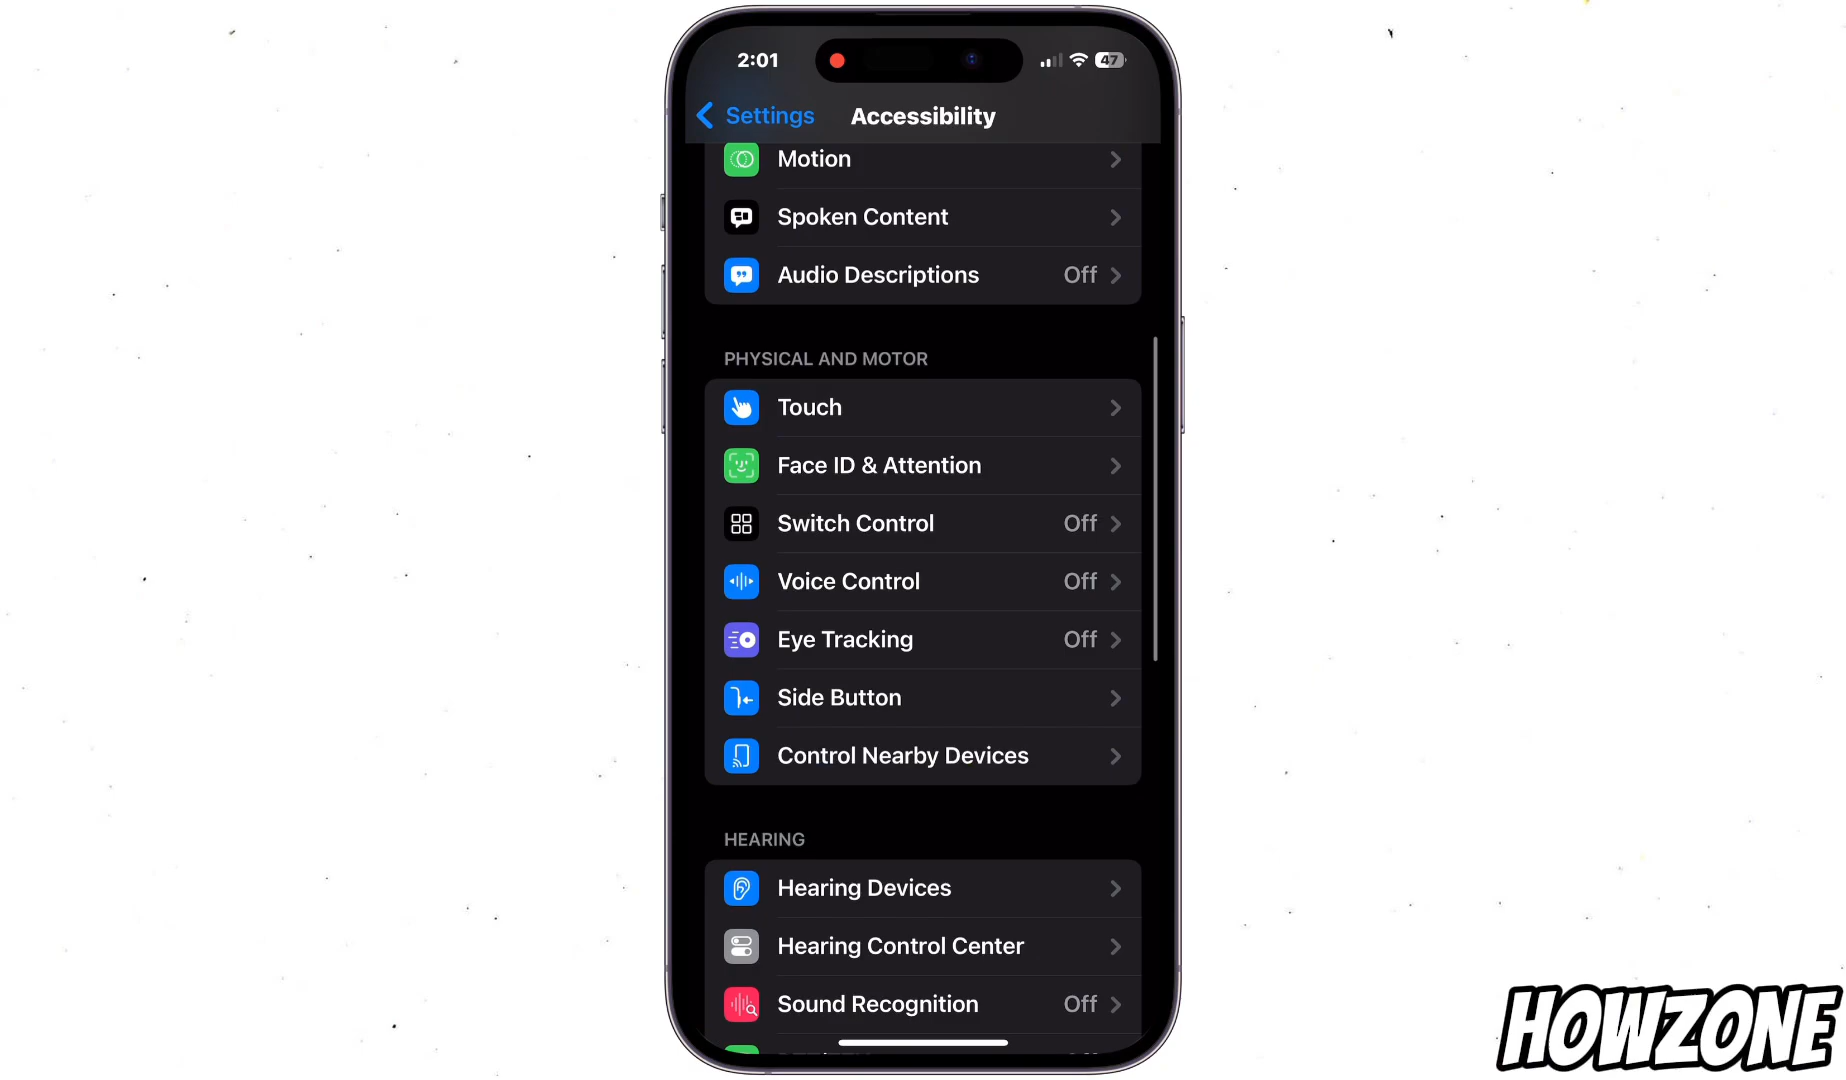 2:01
47
Settings
Accessibility
Motion
Spoken Content
Audio Descriptions Off
PHYSICAL AND MOTOR
Touch
Face ID & Attention
Switch Control Off
Voice Control Off
Eye Tracking Off
Side Button
Control Nearby Devices
HEARING
Hearing Devices
Hearing Control Center
Sound Recognition Off
HOWZONE